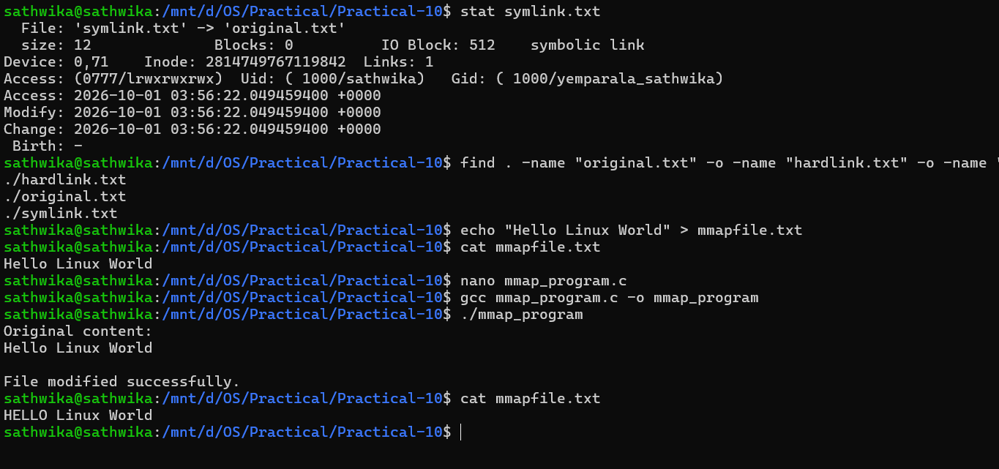 sathwika@sathwika:/mnt/d/OS/Practical/Practical-10$ stat symlink.txt
  File: 'symlink.txt' -> 'original.txt'
  size: 12              Blocks: 0          IO Block: 512    symbolic link
Device: 0,71    Inode: 2814749767119842  Links: 1
Access: (0777/lrwxrwxrwx)  Uid: ( 1000/sathwika)   Gid: ( 1000/yemparala_sathwika)
Access: 2026-10-01 03:56:22.049459400 +0000
Modify: 2026-10-01 03:56:22.049459400 +0000
Change: 2026-10-01 03:56:22.049459400 +0000
 Birth: -
sathwika@sathwika:/mnt/d/OS/Practical/Practical-10$ find . -name "original.txt" -o -name "hardlink.txt" -o -name "
./hardlink.txt
./original.txt
./symlink.txt
sathwika@sathwika:/mnt/d/OS/Practical/Practical-10$ echo "Hello Linux World" > mmapfile.txt
sathwika@sathwika:/mnt/d/OS/Practical/Practical-10$ cat mmapfile.txt
Hello Linux World
sathwika@sathwika:/mnt/d/OS/Practical/Practical-10$ nano mmap_program.c
sathwika@sathwika:/mnt/d/OS/Practical/Practical-10$ gcc mmap_program.c -o mmap_program
sathwika@sathwika:/mnt/d/OS/Practical/Practical-10$ ./mmap_program
Original content:
Hello Linux World

File modified successfully.
sathwika@sathwika:/mnt/d/OS/Practical/Practical-10$ cat mmapfile.txt
HELLO Linux World
sathwika@sathwika:/mnt/d/OS/Practical/Practical-10$